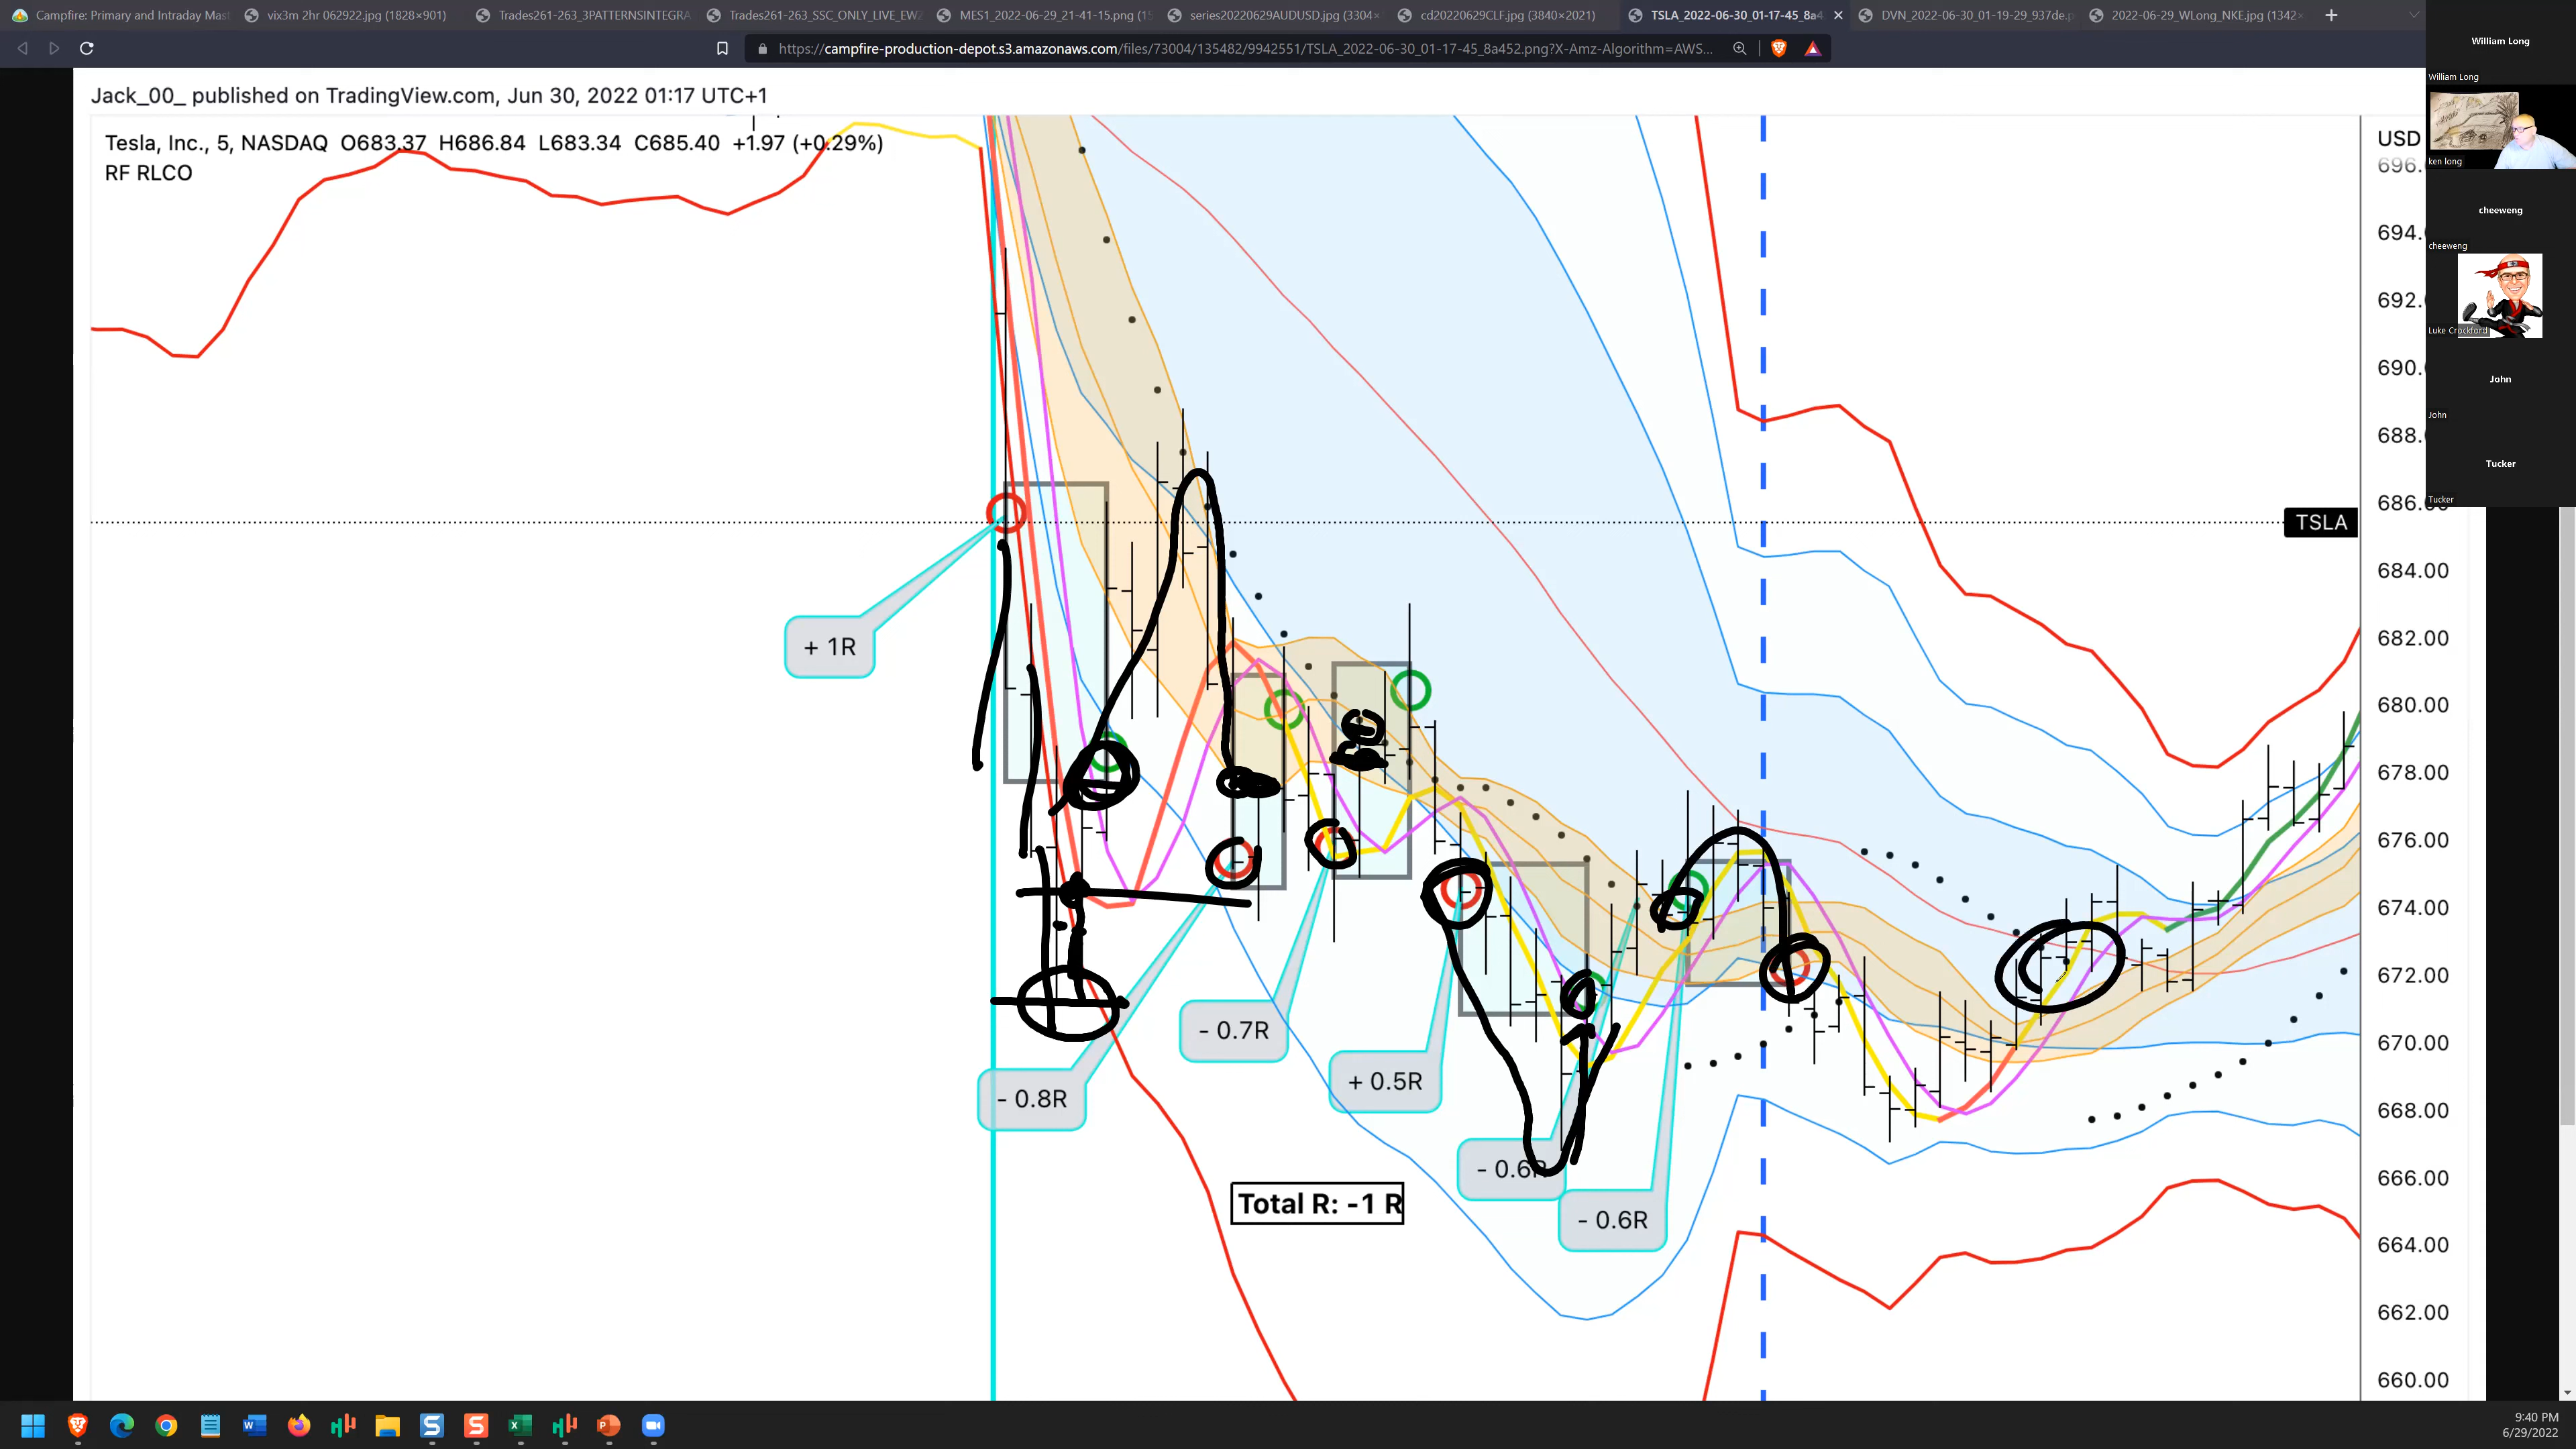 Campfire: Primary and Intraday Mas
vix3m 2hr 062922.jpg (1828×901)
Trades261-263_3PATTERNSINTEGRA
Trades261-263_SSC_ONLY_LIVE_EW
MES1_2022-06-29_21-41-15.png (15
series20220629AUDUSD.jpg (3304×
cd20220629CLF.jpg (3840×2021)
TSLA_2022-06-30_01-17-45_8a4
DVN_2022-06-30_01-19-29_937de.p
2022-06-29_WLong_NKE.jpg (1342×
https://campfire-production-depot.s3.amazonaws.com/files/73004/135482/9942551/TSLA_2022-06-30_01-17-45_8a452.png?X-Amz-Algorithm=AWS...
William Long
William Long
ken long
cheeweng
cheeweng
Luke Crockford
John
John
Tucker
Tucker
Jack_00_ published on TradingView.com, Jun 30, 2022 01:17 UTC+1
Tesla, Inc., 5, NASDAQ O683.37 H686.84 L683.34 C685.40 +1.97 (+0.29%)
RF RLCO
USD
696.
694.
692.
690.
688.
686.
TSLA
684.00
682.00
680.00
678.00
676.00
674.00
672.00
670.00
668.00
666.00
664.00
662.00
660.00
+ 1R
- 0.8R
- 0.7R
+ 0.5R
- 0.6R
- 0.6R
Total R: -1 R
9:40 PM
6/29/2022